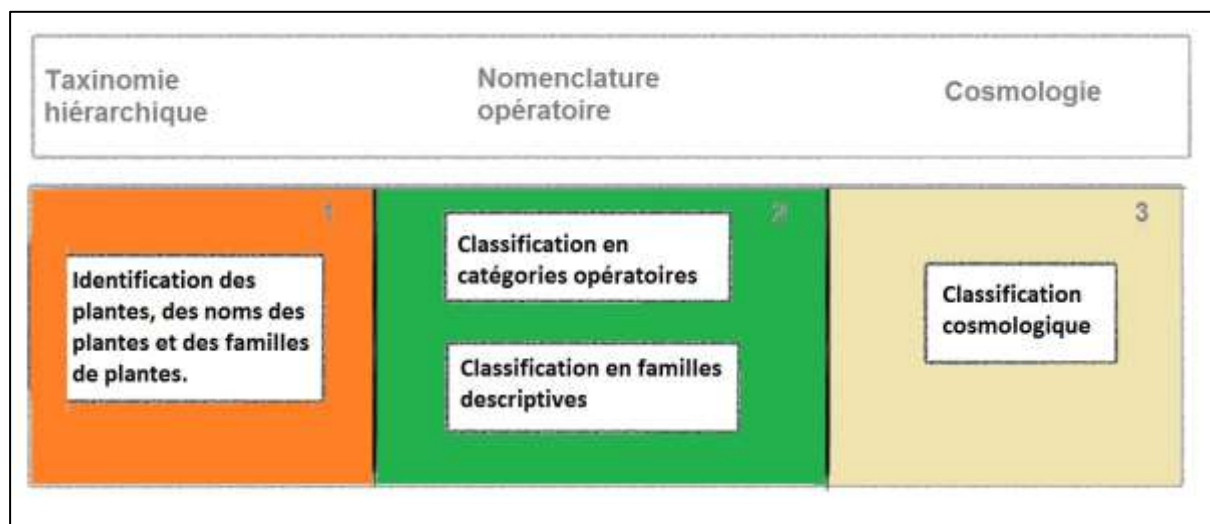 Taxinomie
hiérarchique
Nomenclature
opératoire
Cosmologie
1
Identification des
plantes, des noms des
plantes et des familles
de plantes.
2
Classification en
catégories opératoires
Classification en familles
descriptives
3
Classification
cosmologique